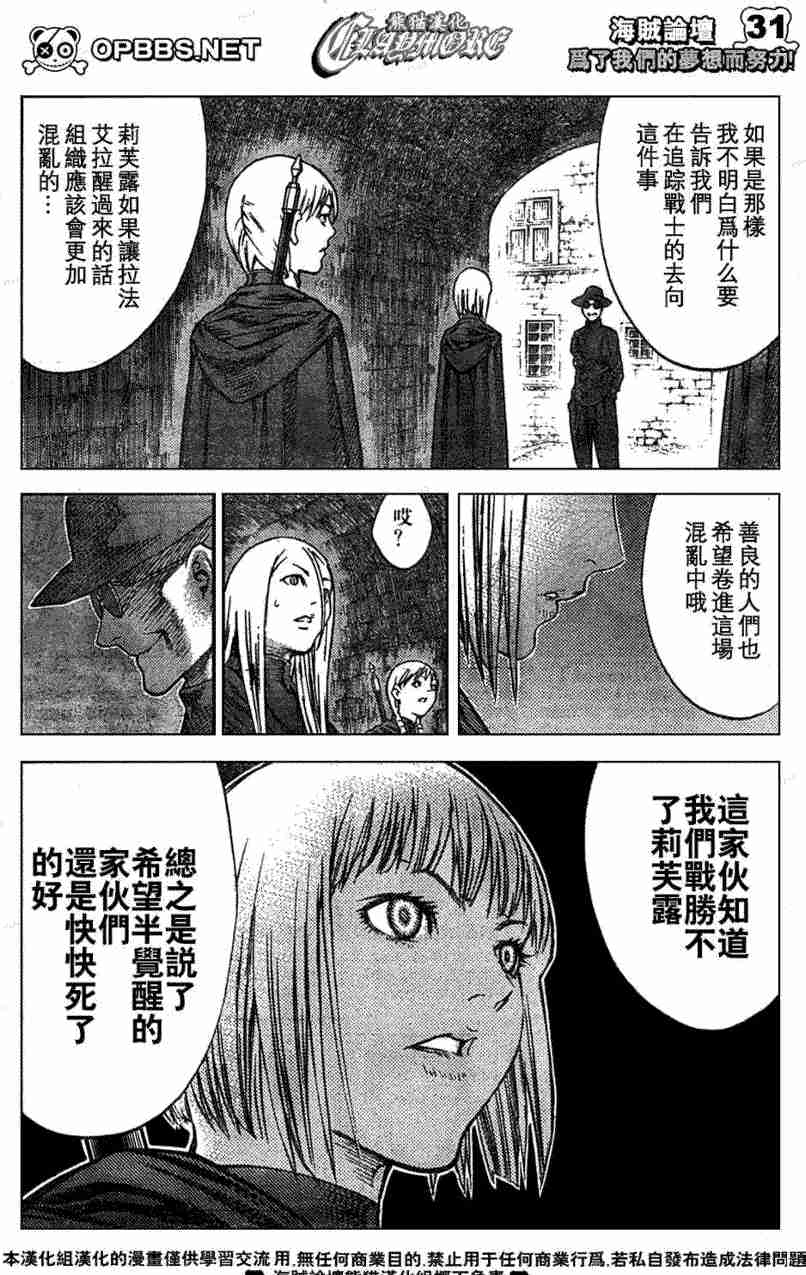 OPBBS.NET
熊猫漢化
CLAYMORE
海賊論壇
31
爲了我們的夢想而努力!
如果是那樣
我不明白爲什么要
告訴我們
在追踪戰士的去向
這件事
莉芙露如果讓拉法
艾拉醒過來的話
組織應該會更加
混亂的…
善良的人們也
希望卷進這場
混亂中哦
哎?
這家伙知道
我們戰勝不
了莉芙露
總之是説了
希望半覺醒的
家伙們
還是快快死了
的好
本漢化組漢化的漫畫僅供學習交流用,無任何商業目的,禁止用于任何商業行爲,若私自發布造成法律問題